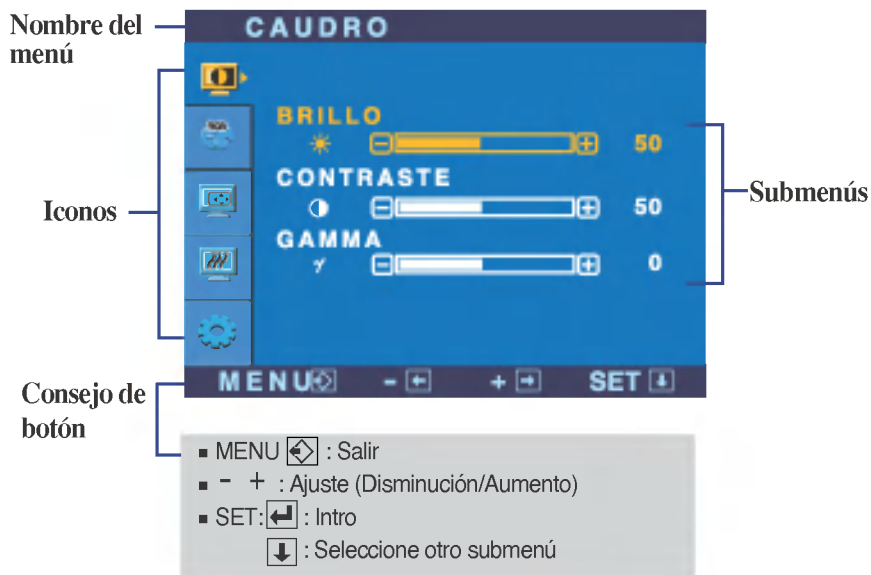 Nombre del
menú
CAUDRO
BRILLO
50
CONTRASTE
50
GAMMA
0
Iconos
Submenús
MENU - + SET
Consejo de
botón
MENU : Salir
- + : Ajuste (Disminución/Aumento)
SET: : Intro
: Seleccione otro submenú